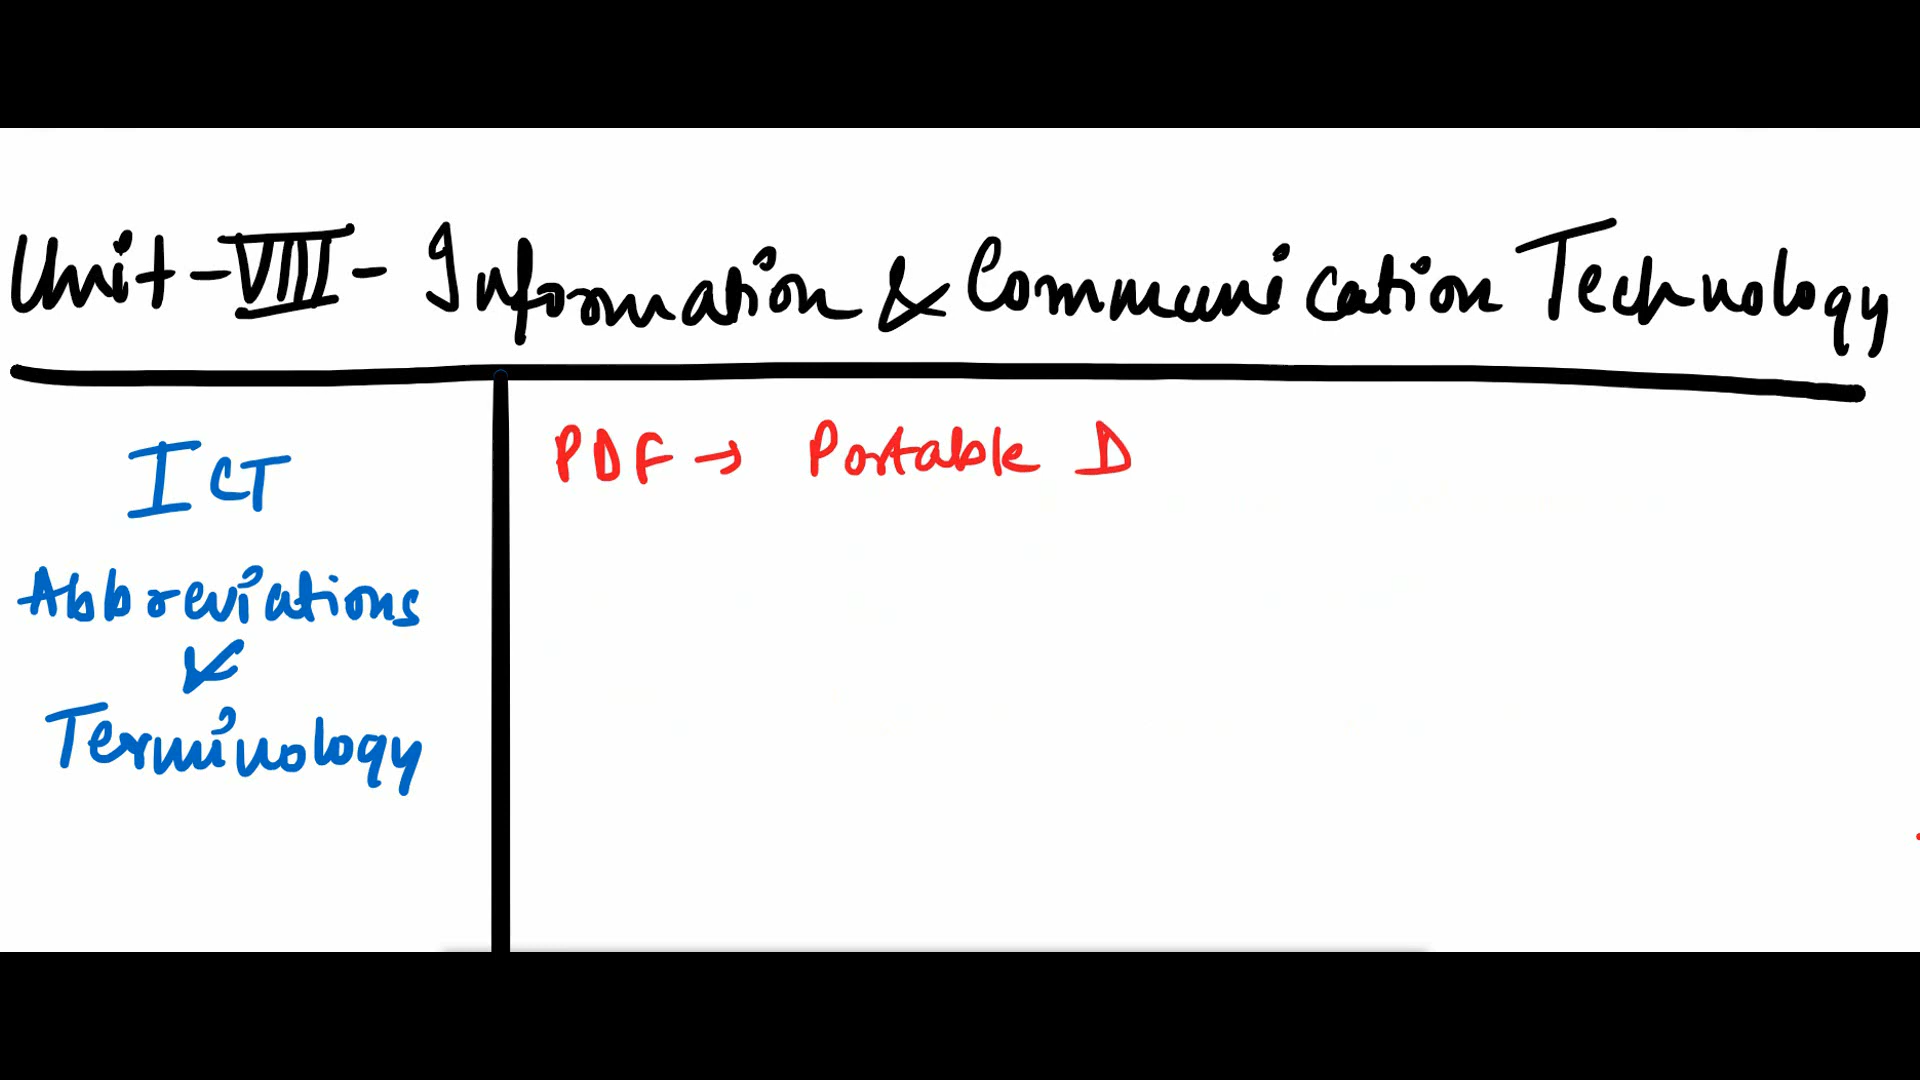 Unit-VIII- Information & Communication Technology
ICT
Abbreviations
&
Terminology
PDF → Portable D